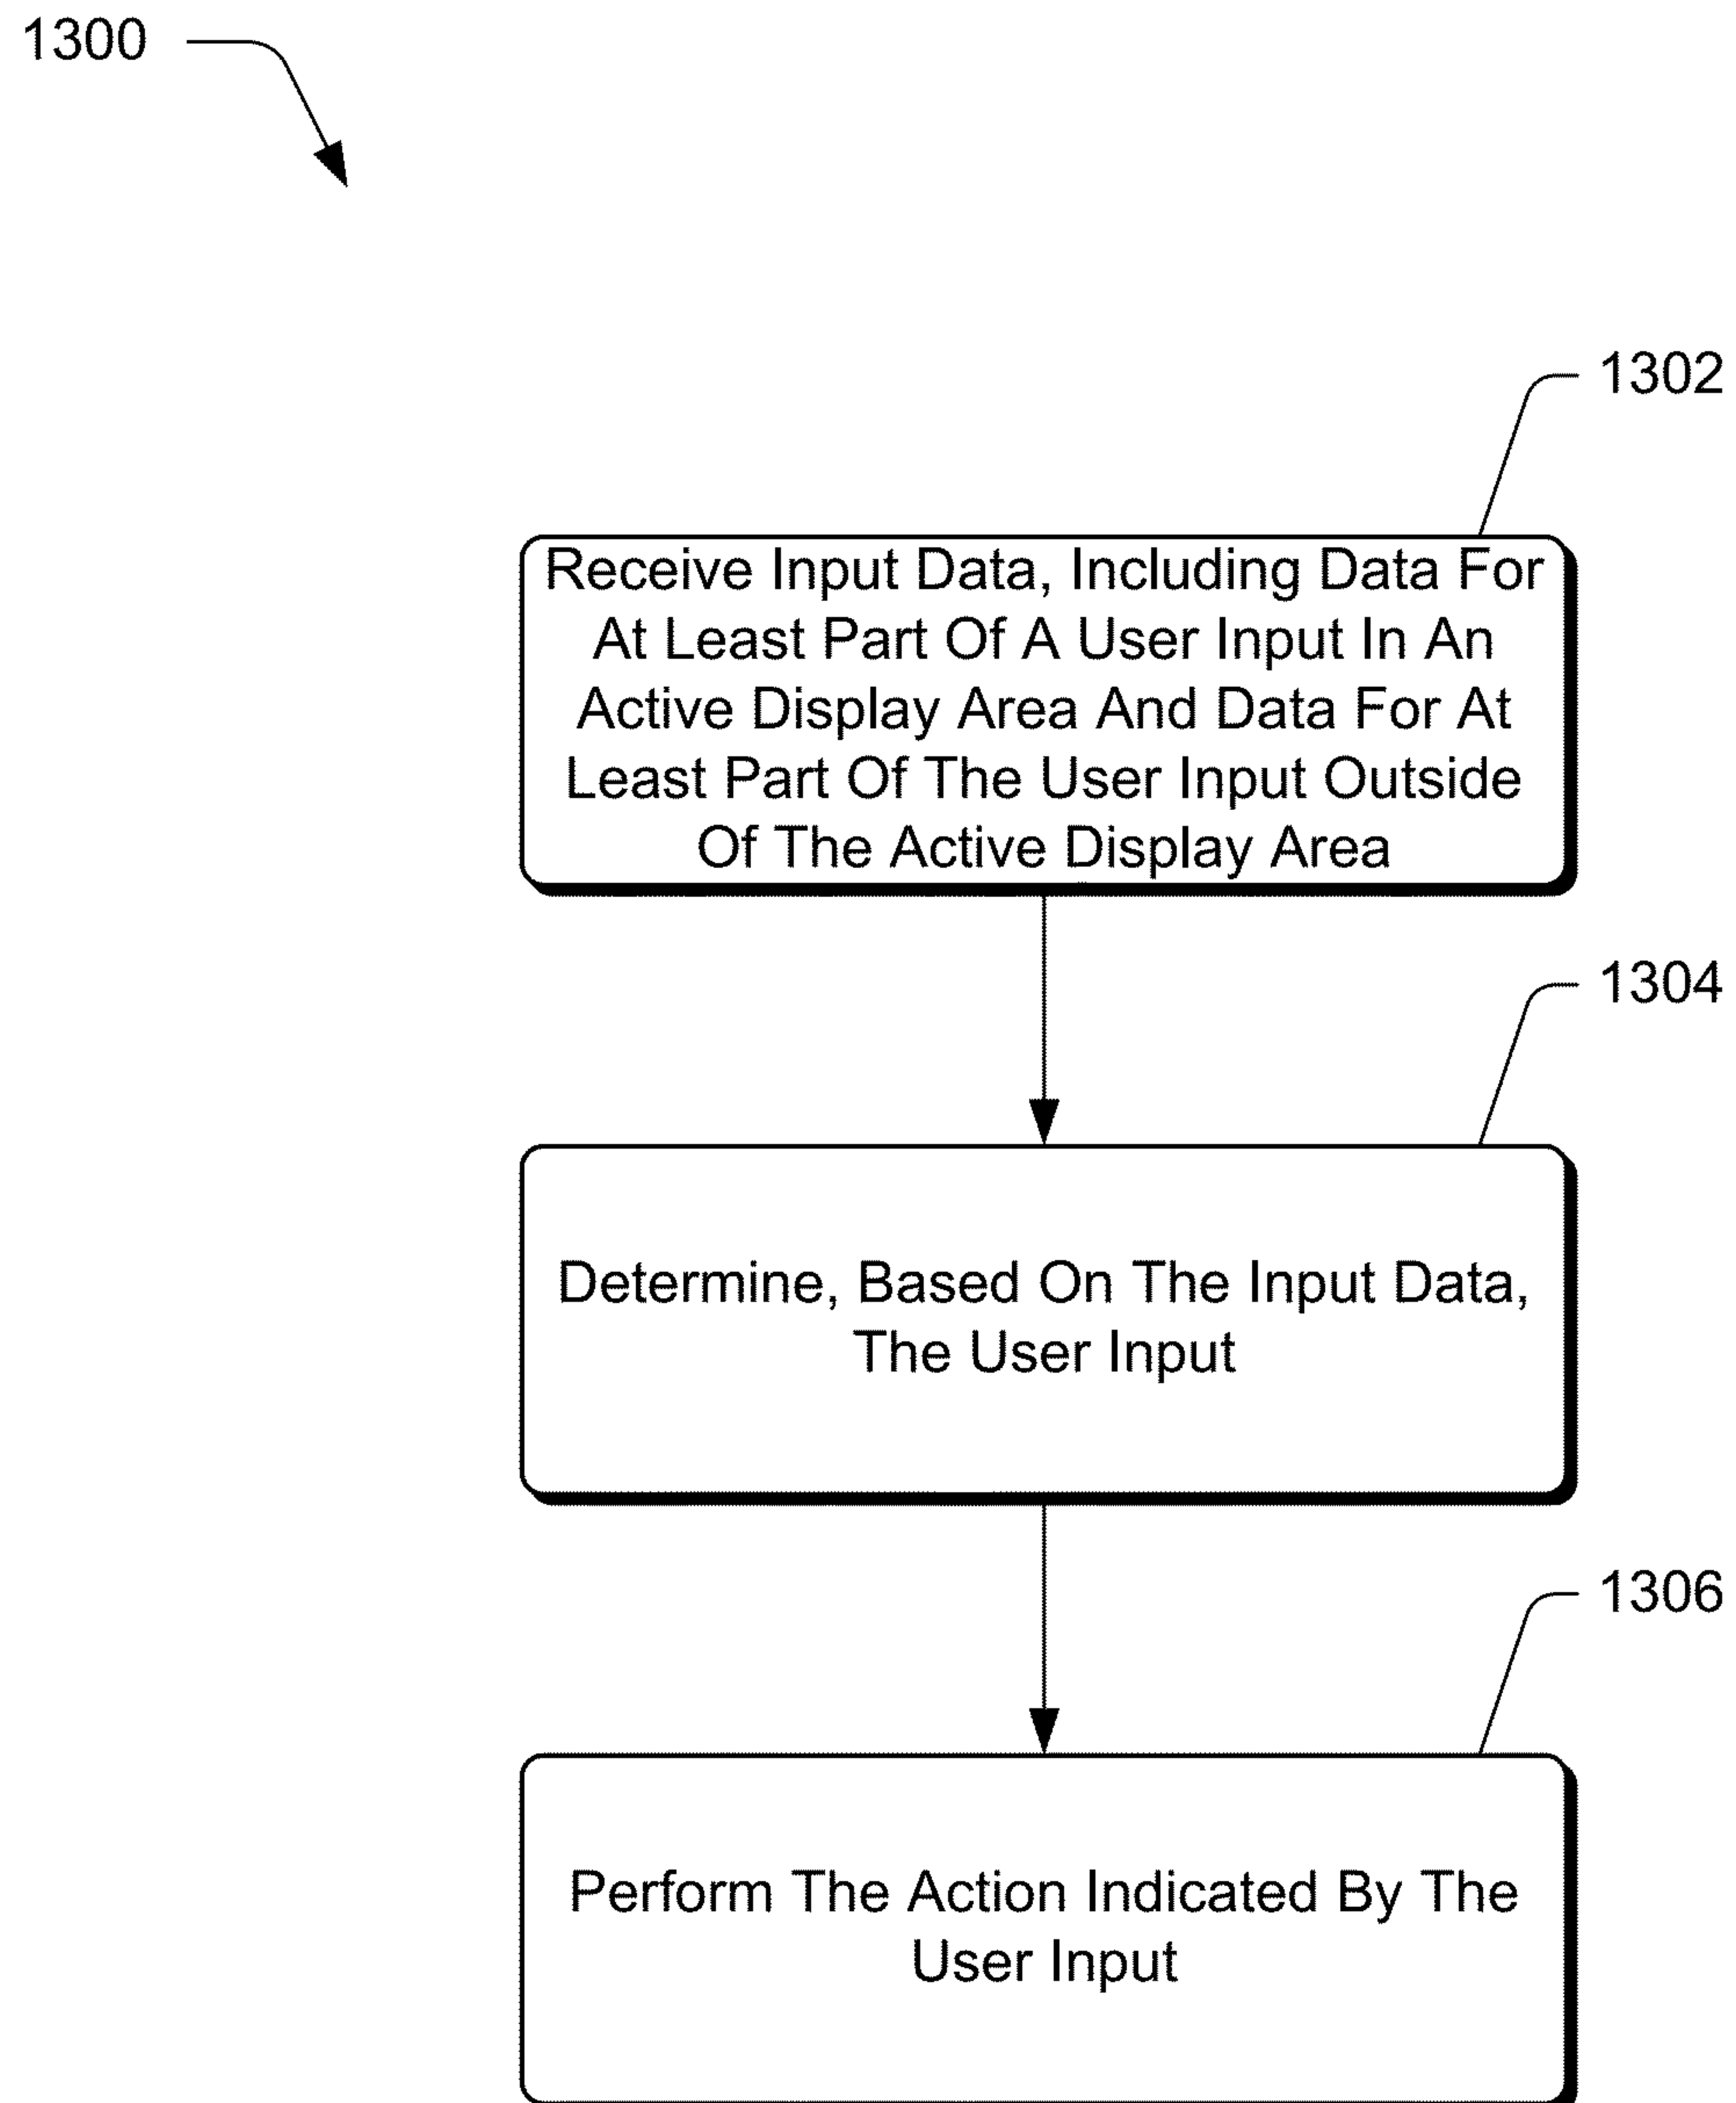 1300
1302
Receive Input Data, Including Data For
At Least Part Of A User Input In An
Active Display Area And Data For At
Least Part Of The User Input Outside
Of The Active Display Area
1304
Determine, Based On The Input Data,
The User Input
1306
Perform The Action Indicated By The
User Input